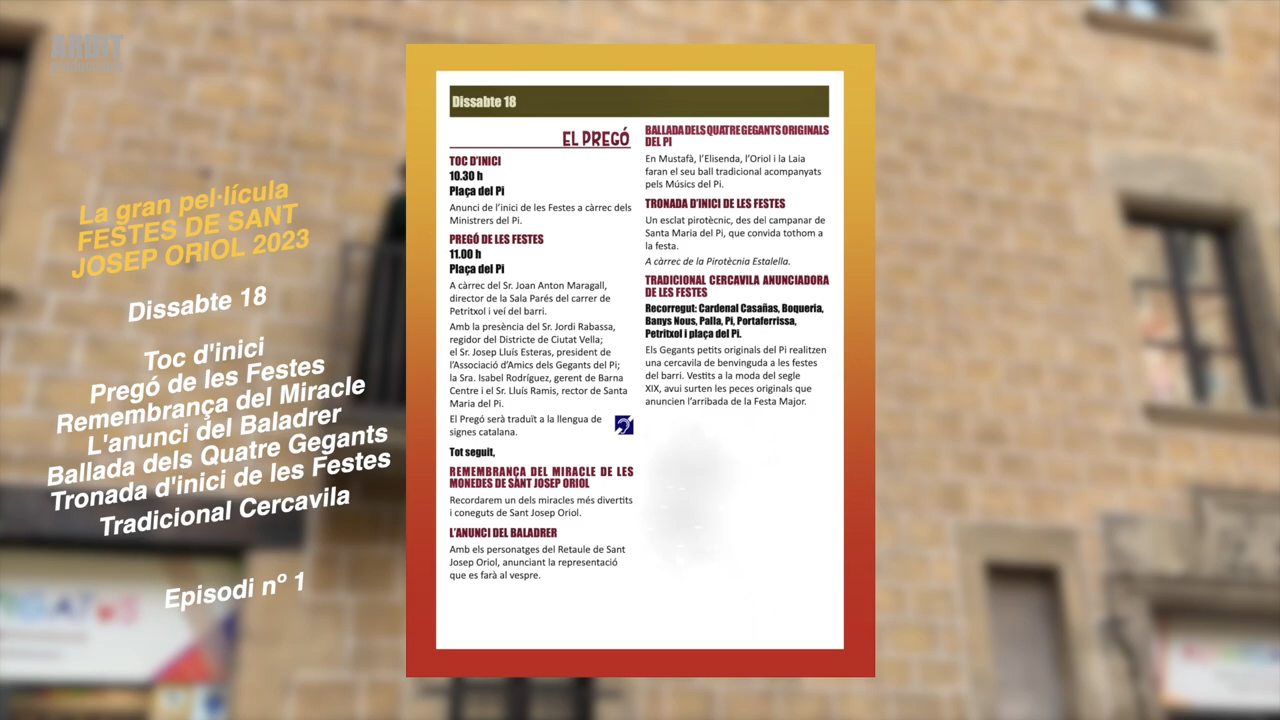 ARDIT
La gran pel·lícula
FESTES DE SANT
JOSEP ORIOL 2023
Dissabte 18
Toc d'inici
Pregó de les Festes
Remembrança del Miracle
L'anunci del Baladrer
Ballada dels Quatre Gegants
Tronada d'inici de les Festes
Tradicional Cercavila
Episodi nº 1
Dissabte 18
EL PREGÓ
TOC D'INICI
10.30 h
Plaça del Pi
Anunci de l'inici de les Festes a càrrec dels
Ministrers del Pi.
PREGÓ DE LES FESTES
11.00 h
Plaça del Pi
A càrrec del Sr. Joan Anton Maragall,
director de la Sala Parés del carrer de
Petritxol i veí del barri.
Amb la presència del Sr. Jordi Rabassa,
regidor del Districte de Ciutat Vella;
el Sr. Josep Lluís Esteras, president de
l'Associació d'Amics dels Gegants del Pi;
la Sra. Isabel Rodríguez, gerent de Barna
Centre i el Sr. Lluís Ramis, rector de Santa
Maria del Pi.
El Pregó serà traduït a la llengua de
signes catalana.
Tot seguit,
REMEMBRANÇA DEL MIRACLE DE LES
MONEDES DE SANT JOSEP ORIOL
Recordarem un dels miracles més divertits
i coneguts de Sant Josep Oriol.
L'ANUNCI DEL BALADRER
Amb els personatges del Retaule de Sant
Josep Oriol, anunciant la representació
que es farà al vespre.
BALLADA DELS QUATRE GEGANTS ORIGINALS
DEL PI
En Mustafà, l'Elisenda, l'Oriol i la Laia
faran el seu ball tradicional acompanyats
pels Músics del Pi.
TRONADA D'INICI DE LES FESTES
Un esclat pirotècnic, des del campanar de
Santa Maria del Pi, que convida tothom a
la festa.
A càrrec de la Pirotècnia Estalella.
TRADICIONAL CERCAVILA ANUNCIADORA
DE LES FESTES
Recorregut: Cardenal Casañas, Boqueria,
Banys Nous, Palla, Pi, Portaferrissa,
Petritxol i plaça del Pi.
Els Gegants petits originals del Pi realitzen
una cercavila de benvinguda a les festes
del barri. Vestits a la moda del segle
XIX, avui surten les peces originals que
anuncien l'arribada de la Festa Major.